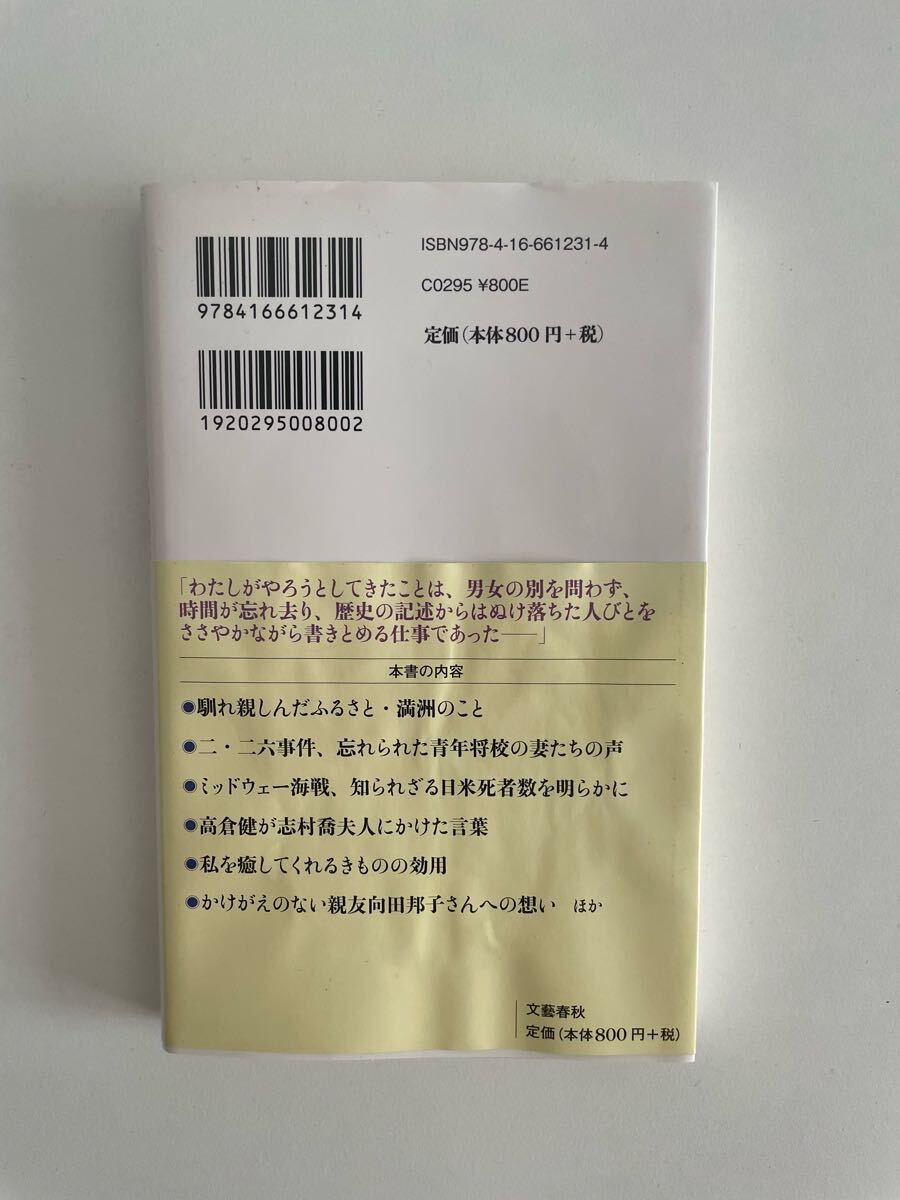 ISBN978-4-16-661231-4
9784166612314
C0295 ¥800E
定価(本体800円+税)
1920295008002
「わたしがやろうとしてきたことは、男女の別を問わず、
時間が忘れ去り、歴史の記述からはぬけ落ちた人びとを
ささやかながら書きとめる仕事であった──」
本書の内容
●馴れ親しんだふるさと・満洲のこと
●二・二六事件、忘れられた青年将校の妻たちの声
●ミッドウェー海戦、知られざる日米死者数を明らかに
●高倉健が志村喬夫人にかけた言葉
●私を癒してくれるきものの効用
●かけがえのない親友向田邦子さんへの想い ほか
文藝春秋
定価(本体800円+税)